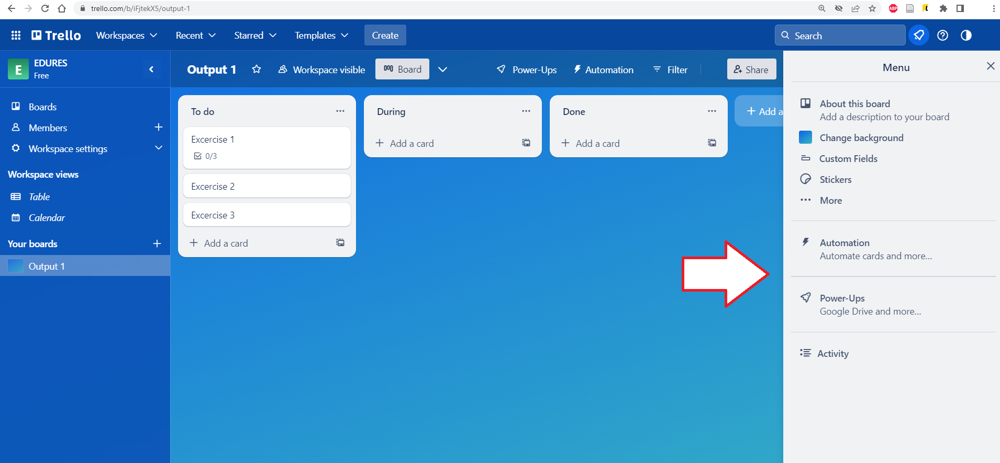 trello.com/b/iFjtekX5/output-1
ABP
Trello
Workspaces
Recent
Starred
Templates
Create
Search
E
EDURES
Free
Boards
Members
Workspace settings
Workspace views
Table
Calendar
Your boards
Output 1
Output 1
Workspace visible
Board
Power-Ups
Automation
Filter
Share
To do
Excercise 1
0/3
Excercise 2
Excercise 3
Add a card
During
Add a card
Done
Add a card
Add a
Menu
About this board
Add a description to your board
Change background
Custom Fields
Stickers
More
Automation
Automate cards and more...
Power-Ups
Google Drive and more...
Activity